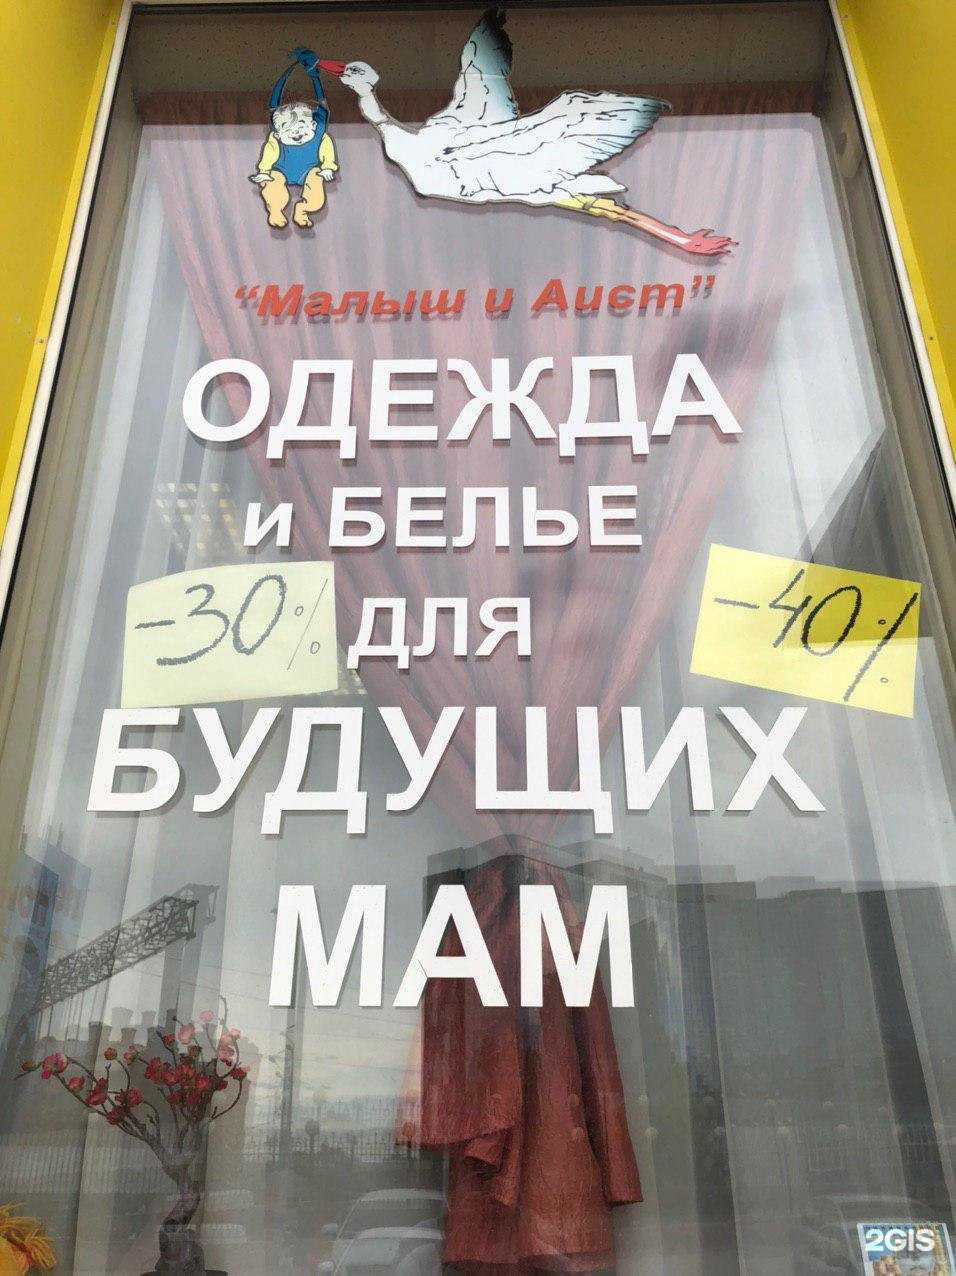 “Малыш и Аист”
ОДЕЖДА
и БЕЛЬЕ
-30%
ДЛЯ
-40%
БУДУЩИХ
МАМ
2GIS